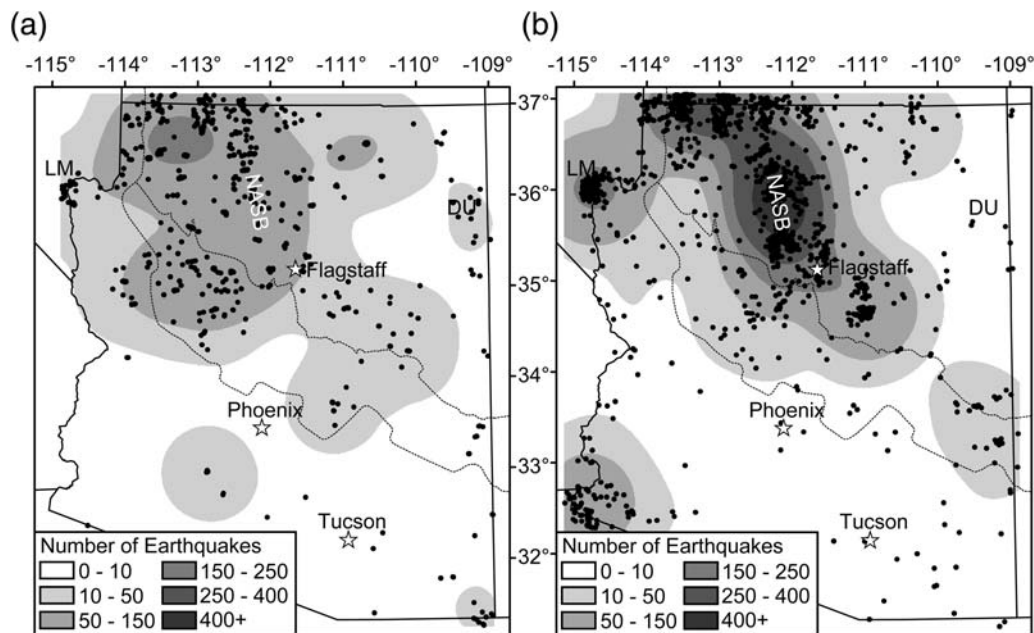 (a)
-115° -114° -113° -112° -111° -110° -109°
LM
NASB
DU
Flagstaff
Phoenix
Tucson
Number of Earthquakes
0 - 10 150 - 250
10 - 50 250 - 400
50 - 150 400+
37°
36°
35°
34°
33°
32°
(b)
-115° -114° -113° -112° -111° -110° -109°
LM
NASB
DU
Flagstaff
Phoenix
Tucson
Number of Earthquakes
0 - 10 150 - 250
10 - 50 250 - 400
50 - 150 400+